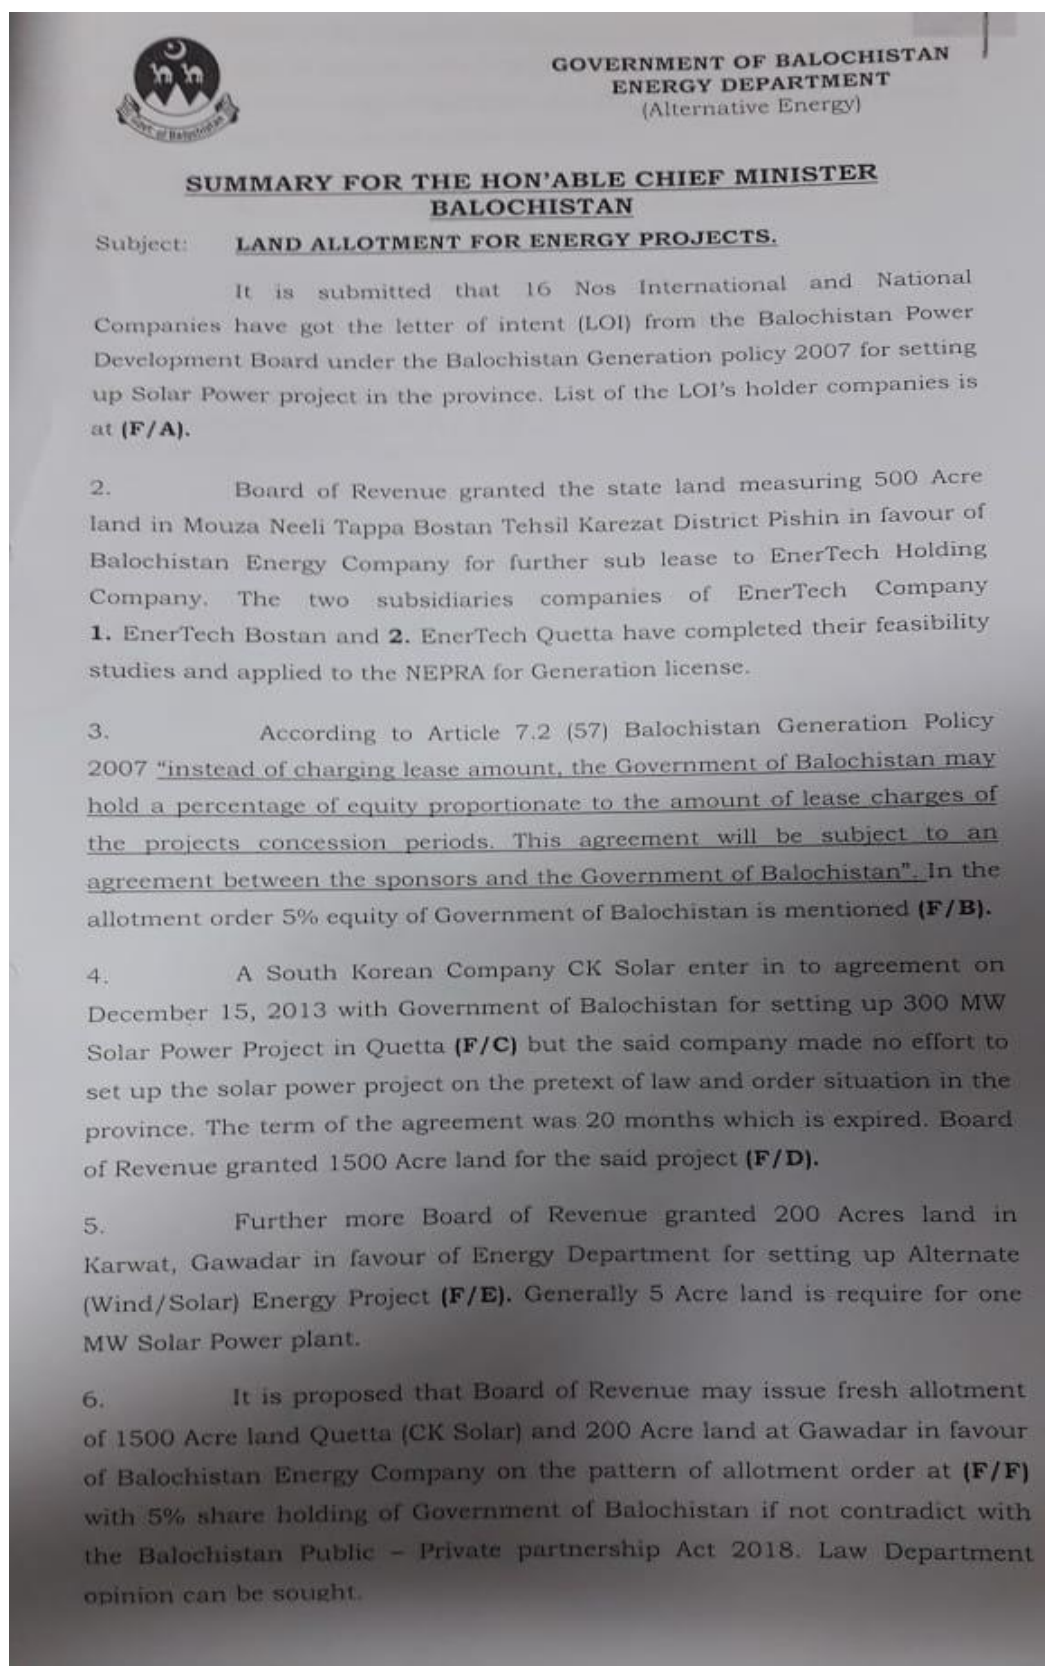 GOVERNMENT OF BALOCHISTAN
ENERGY DEPARTMENT
(Alternative Energy)
Govt. of Balochistan
SUMMARY FOR THE HON'ABLE CHIEF MINISTER
BALOCHISTAN
Subject: LAND ALLOTMENT FOR ENERGY PROJECTS.
It is submitted that 16 Nos International and National
Companies have got the letter of intent (LOI) from the Balochistan Power
Development Board under the Balochistan Generation policy 2007 for setting
up Solar Power project in the province. List of the LOI's holder companies is
at (F/A).
2. Board of Revenue granted the state land measuring 500 Acre
land in Mouza Neeli Tappa Bostan Tehsil Karezat District Pishin in favour of
Balochistan Energy Company for further sub lease to EnerTech Holding
Company. The two subsidiaries companies of EnerTech Company
1. EnerTech Bostan and 2. EnerTech Quetta have completed their feasibility
studies and applied to the NEPRA for Generation license.
3. According to Article 7.2 (57) Balochistan Generation Policy
2007 "instead of charging lease amount, the Government of Balochistan may
hold a percentage of equity proportionate to the amount of lease charges of
the projects concession periods. This agreement will be subject to an
agreement between the sponsors and the Government of Balochistan". In the
allotment order 5% equity of Government of Balochistan is mentioned (F/B).
4. A South Korean Company CK Solar enter in to agreement on
December 15, 2013 with Government of Balochistan for setting up 300 MW
Solar Power Project in Quetta (F/C) but the said company made no effort to
set up the solar power project on the pretext of law and order situation in the
province. The term of the agreement was 20 months which is expired. Board
of Revenue granted 1500 Acre land for the said project (F/D).
5. Further more Board of Revenue granted 200 Acres land in
Karwat, Gawadar in favour of Energy Department for setting up Alternate
(Wind/Solar) Energy Project (F/E). Generally 5 Acre land is require for one
MW Solar Power plant.
6. It is proposed that Board of Revenue may issue fresh allotment
of 1500 Acre land Quetta (CK Solar) and 200 Acre land at Gawadar in favour
of Balochistan Energy Company on the pattern of allotment order at (F/F)
with 5% share holding of Government of Balochistan if not contradict with
the Balochistan Public – Private partnership Act 2018. Law Department
opinion can be sought.